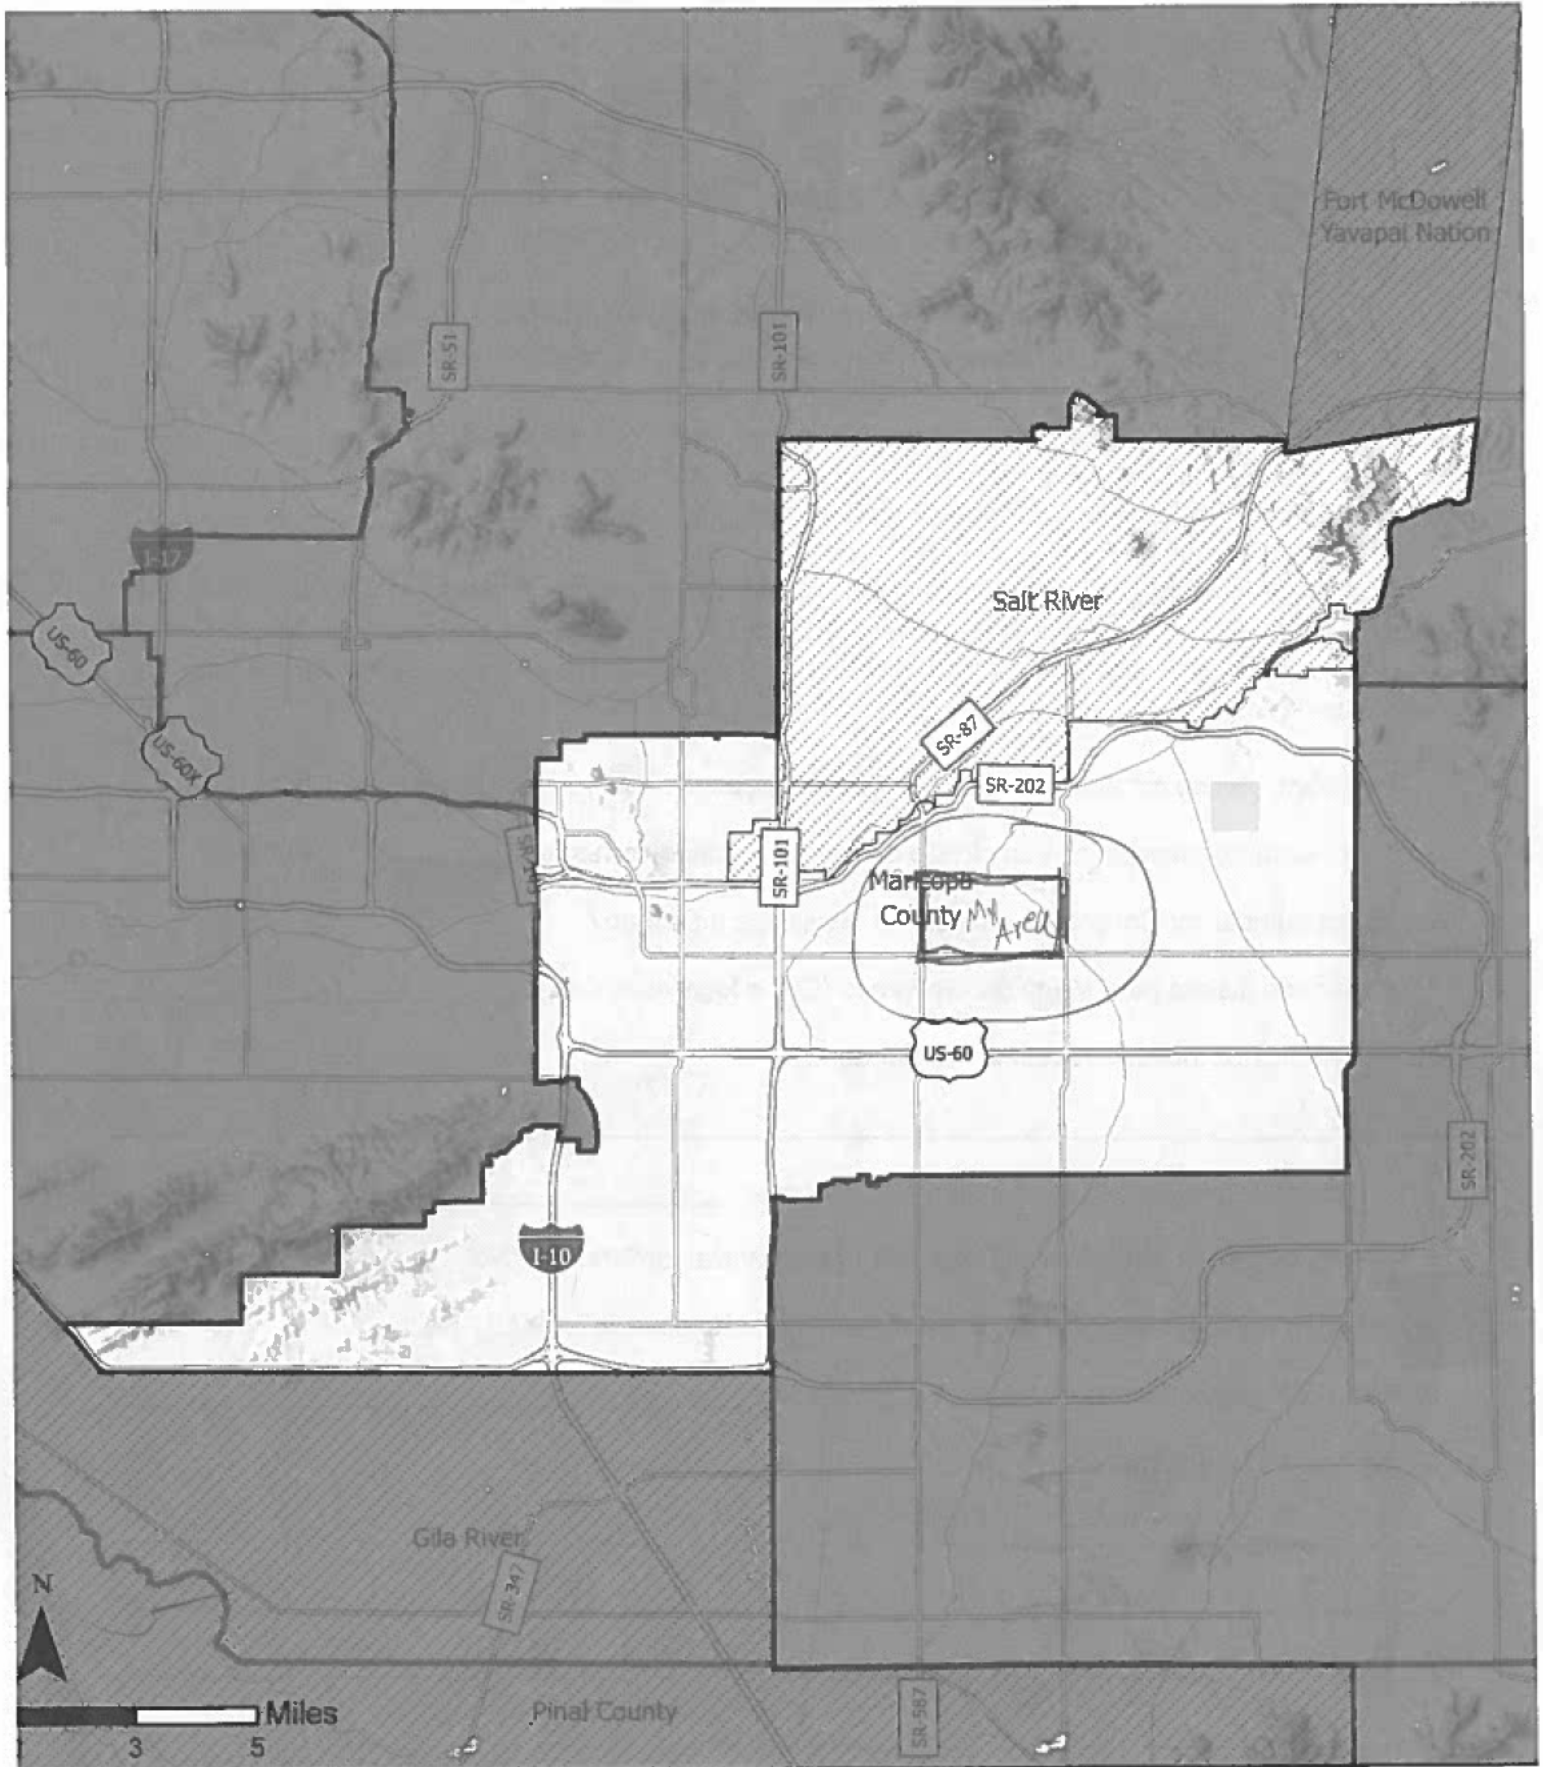 Fort McDowell
Yavapai Nation
SR-51
SR-101
I-17
Salt River
US-60
US-60X
SR-87
SR-202
SR-101
Maricopa
County
My
Area
US-60
SR-202
I-10
Gila River
SR-347
N
Miles
3
5
Pinal County
SR-587